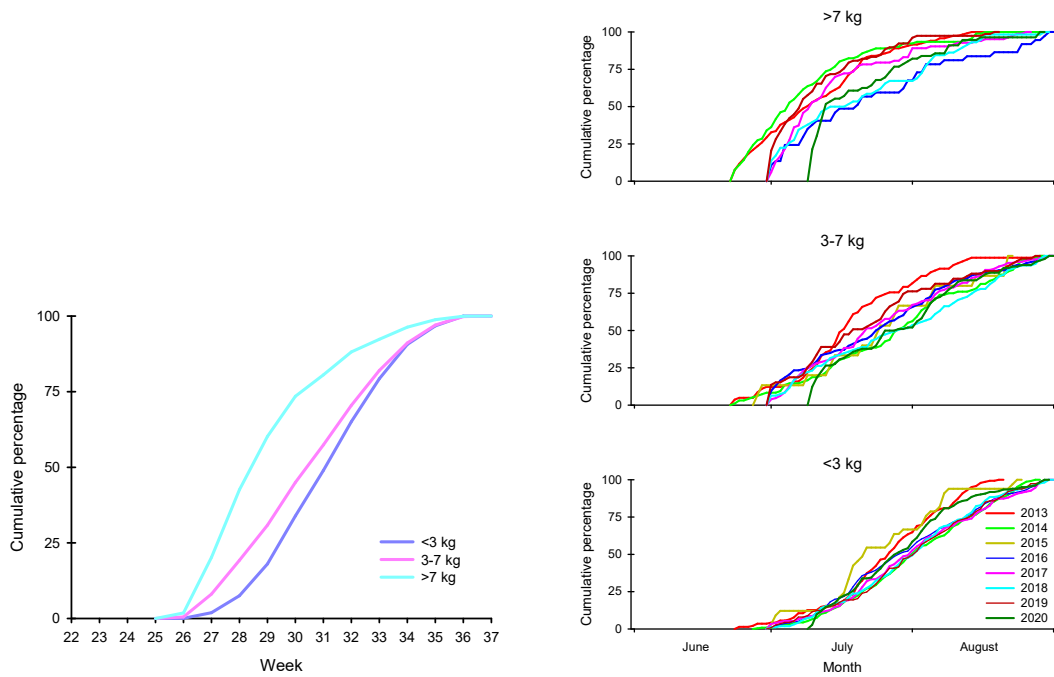 100
75
50
25
0
22 23 24 25 26 27 28 29 30 31 32 33 34 35 36 37
Cumulative percentage
Week
<3 kg
3-7 kg
>7 kg
>7 kg
100
75
50
25
0
Cumulative percentage
3-7 kg
100
75
50
25
0
Cumulative percentage
<3 kg
100
75
50
25
0
Cumulative percentage
2013
2014
2015
2016
2017
2018
2019
2020
June July August
Month